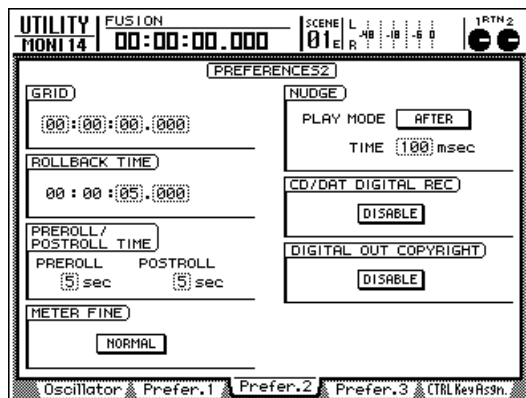 UTILITY FUSION SCENE L -48 -18 -6 0 1 RTN 2
MONI 14 00:00:00.000 01E R
PREFERENCES2
GRID
00:00:00.000
ROLLBACK TIME
00:00:05.000
PREROLL/
POSTROLL TIME
PREROLL POSTROLL
5 sec 5 sec
METER FINE
NORMAL
NUDGE
PLAY MODE AFTER
TIME 100 msec
CD/DAT DIGITAL REC
DISABLE
DIGITAL OUT COPYRIGHT
DISABLE
Oscillator Prefer.1 Prefer.2 Prefer.3 CTRL KeyAsgn.